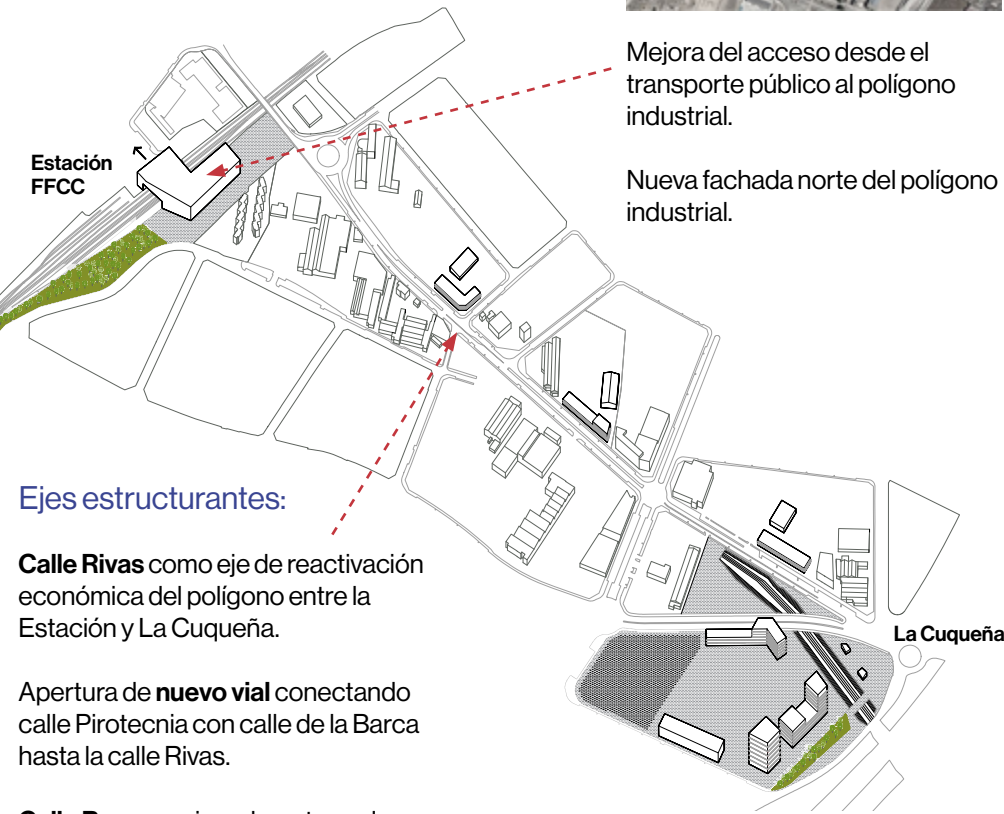 Mejora del acceso desde el
transporte público al polígono
industrial.
Nueva fachada norte del polígono
industrial.
Estación
FFCC
Ejes estructurantes:
Calle Rivas como eje de reactivación
económica del polígono entre la
Estación y La Cuqueña.
La Cuqueña
Apertura de nuevo vial conectando
calle Pirotecnia con calle de la Barca
hasta la calle Rivas.